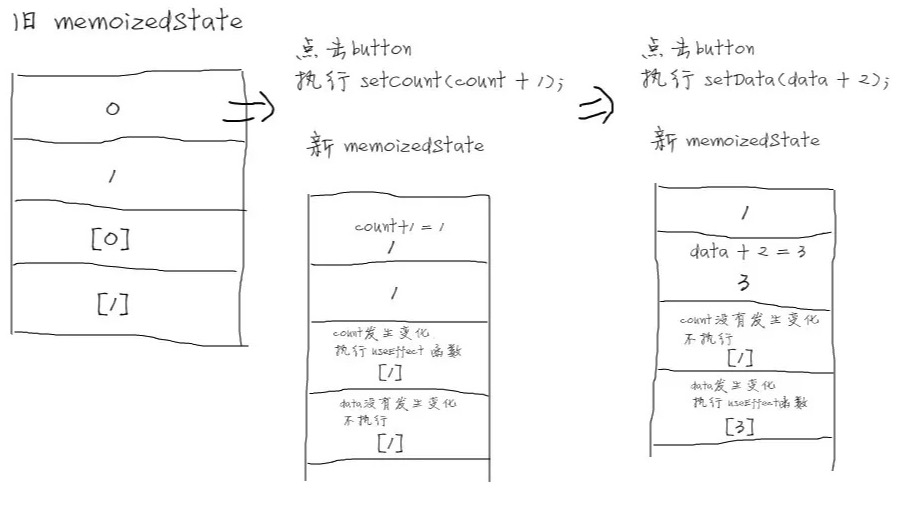 旧 memoizedState
0
1
[0]
[1]
点击button
执行 setCount(count + 1);
新 memoizedState
count+1 = 1
1
1
count发生变化
执行 useEffect 函数
[1]
data没有发生变化
不执行
[1]
点击button
执行 setData(data + 2);
新 memoizedState
1
data + 2 = 3
3
count没有发生变化
不执行
[1]
data发生变化
执行 useEffect函数
[3]